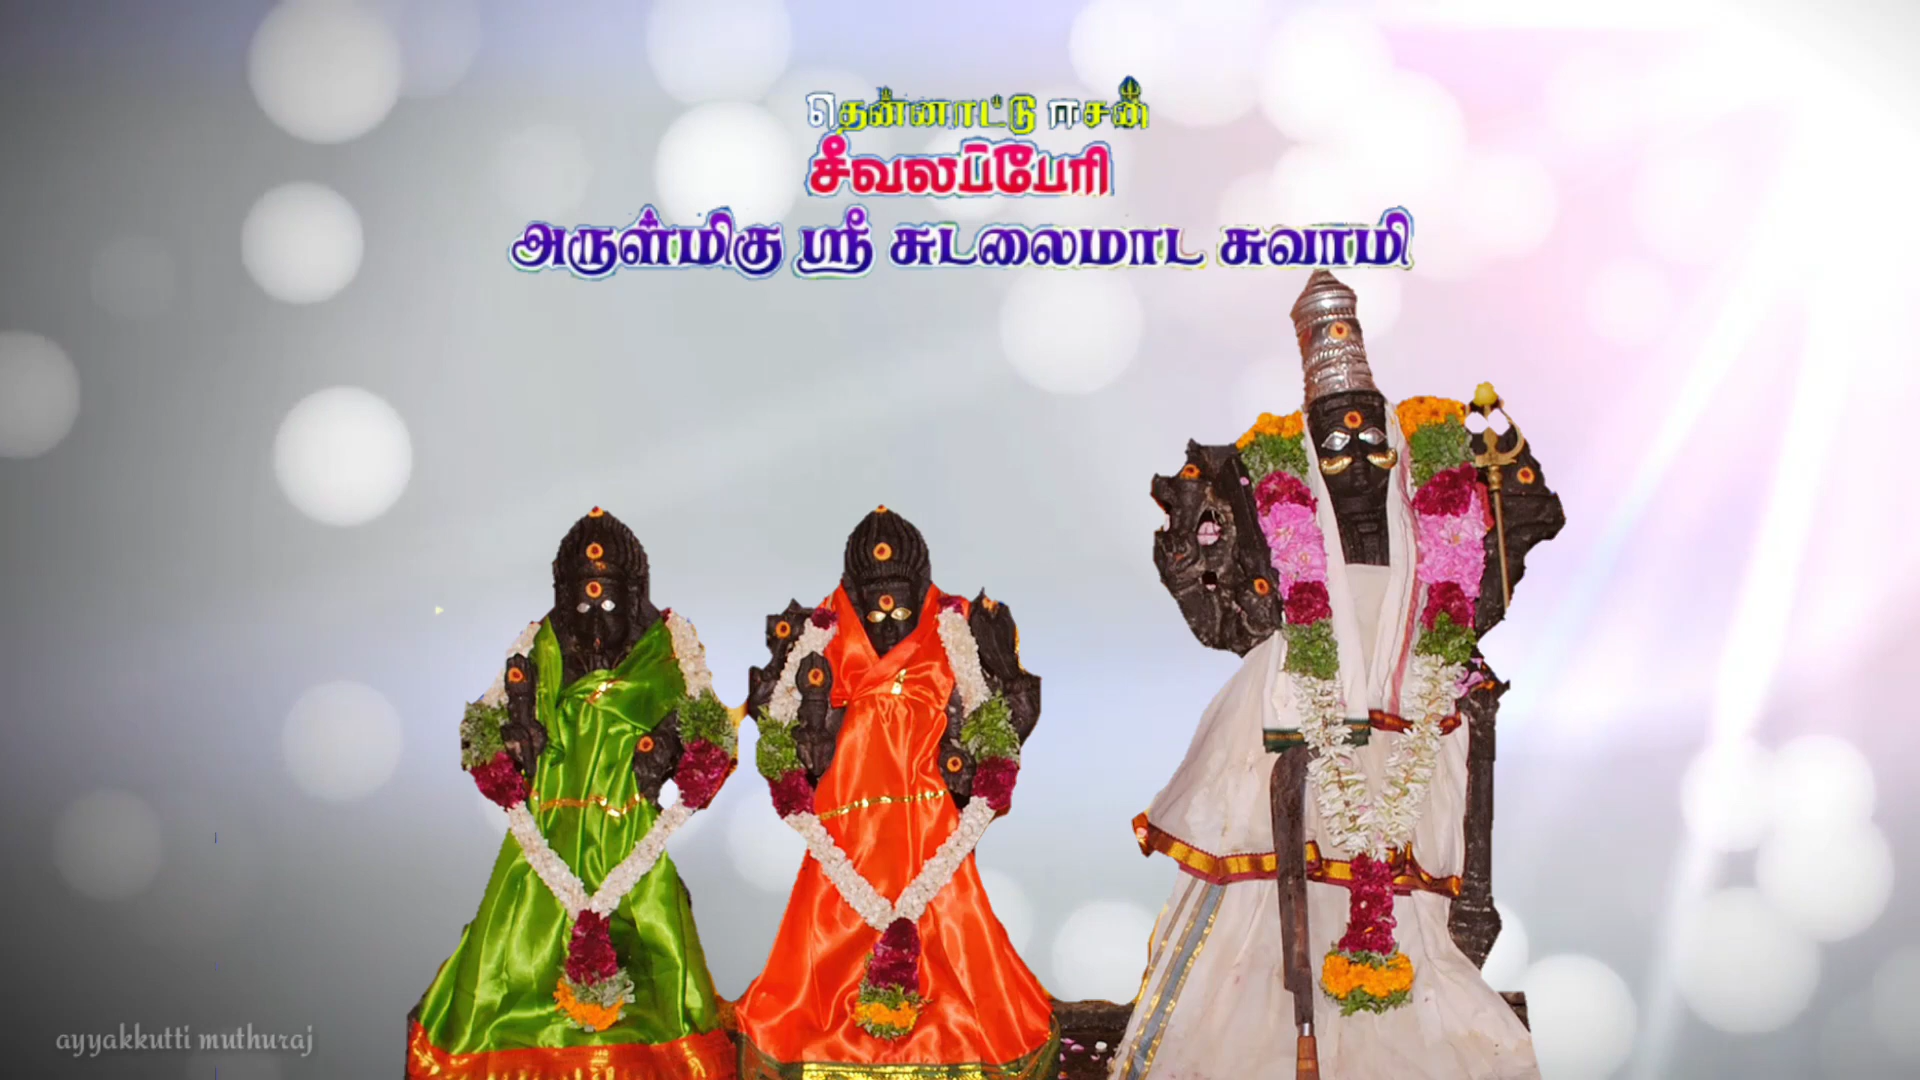 தென்னாட்டு ஈசன்
சீவலப்பேரி
அருள்மிகு ஸ்ரீ சுடலைமாட சுவாமி
ayyakkutti muthuraj